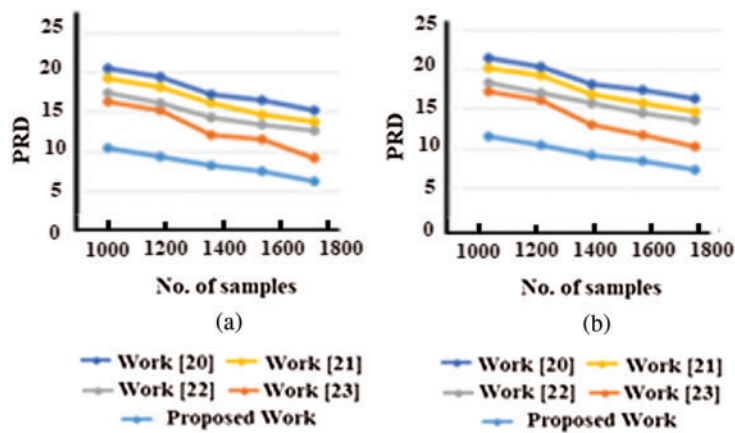 25
20
15
10
5
0
PRD
1000 1200 1400 1600 1800
No. of samples
(a)
Work [20] Work [21]
Work [22] Work [23]
Proposed Work
25
20
15
10
5
0
PRD
1000 1200 1400 1600 1800
No. of samples
(b)
Work [20] Work [21]
Work [22] Work [23]
Proposed Work